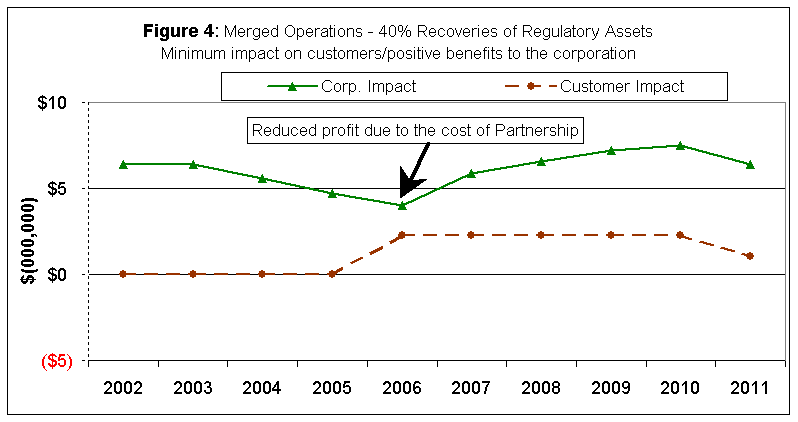 Figure 4: Merged Operations - 40% Recoveries of Regulatory Assets
Minimum impact on customers/positive benefits to the corporation
Corp. Impact
Customer Impact
Reduced profit due to the cost of Partnership
$(000,000)
$10
$5
$0
($5)
2002 2003 2004 2005 2006 2007 2008 2009 2010 2011